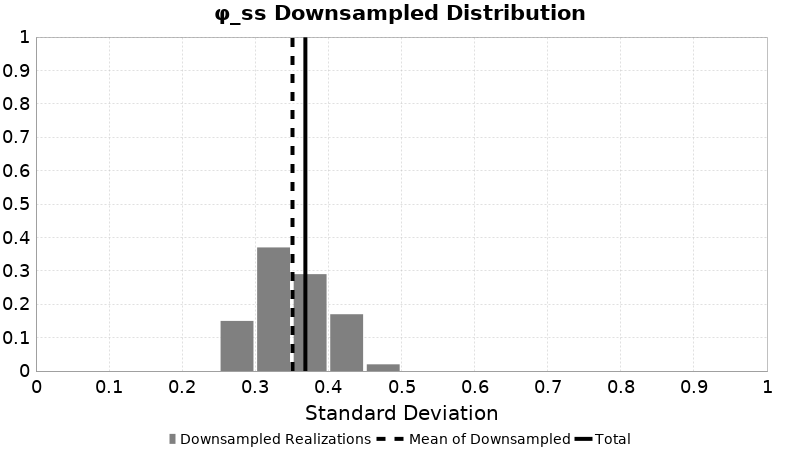 φ_ss Downsampled Distribution
1
0.9
0.8
0.7
0.6
0.5
0.4
0.3
0.2
0.1
0
0 0.1 0.2 0.3 0.4 0.5 0.6 0.7 0.8 0.9 1
Standard Deviation
Downsampled Realizations Mean of Downsampled Total